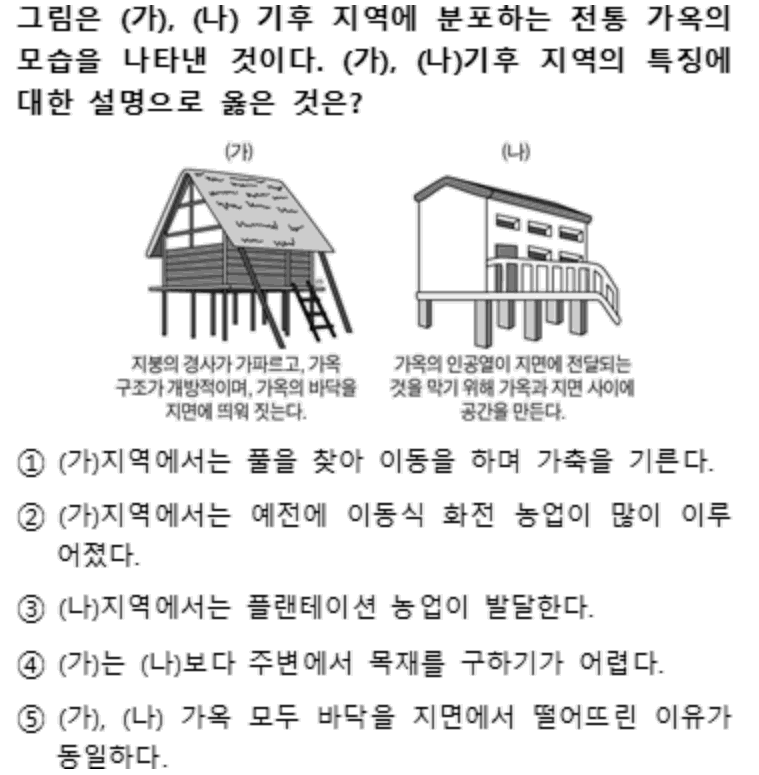 그림은 (가), (나) 기후 지역에 분포하는 전통 가옥의
모습을 나타낸 것이다. (가), (나)기후 지역의 특징에
대한 설명으로 옳은 것은?
(가)
(나)
지붕의 경사가 가파르고, 가옥
구조가 개방적이며, 가옥의 바닥을
지면에 띄워 짓는다.
가옥의 인공열이 지면에 전달되는
것을 막기 위해 가옥과 지면 사이에
공간을 만든다.
① (가)지역에서는 풀을 찾아 이동을 하며 가축을 기른다.
② (가)지역에서는 예전에 이동식 화전 농업이 많이 이루
어졌다.
③ (나)지역에서는 플랜테이션 농업이 발달한다.
④ (가)는 (나)보다 주변에서 목재를 구하기가 어렵다.
⑤ (가), (나) 가옥 모두 바닥을 지면에서 떨어뜨린 이유가
동일하다.